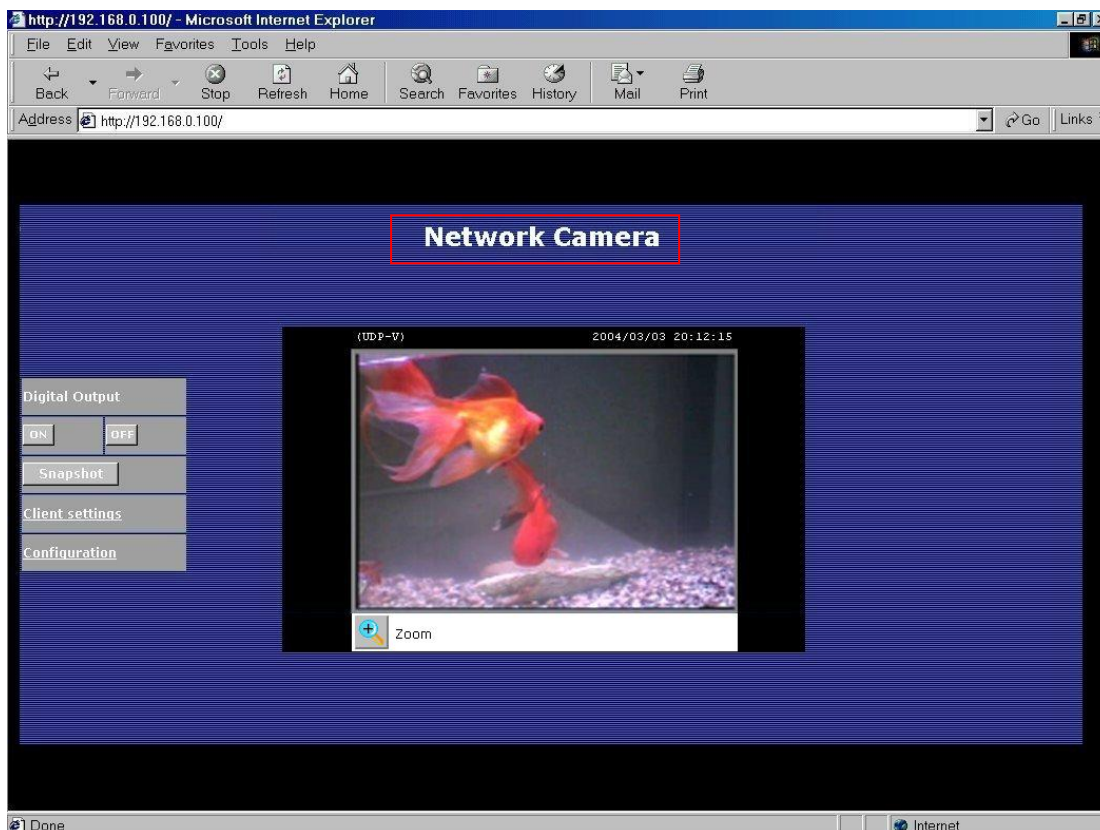 http://192.168.0.100/ - Microsoft Internet Explorer
File Edit View Favorites Tools Help
Back Forward Stop Refresh Home Search Favorites History Mail Print
Address http://192.168.0.100/ Go Links
Network Camera
(UDP-V) 2004/03/03 20:12:15
Digital Output
ON OFF
Snapshot
Client settings
Configuration
Zoom
Done Internet